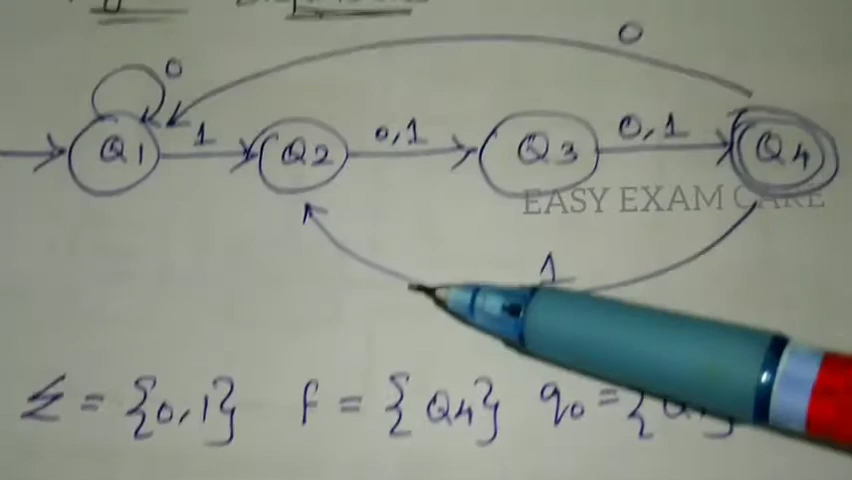 0
0
Q1 1 Q2 0,1 Q3 0,1 Q4
EASY EXAM CARE
1
Σ = {0,1} F = {Q4} q0 = {